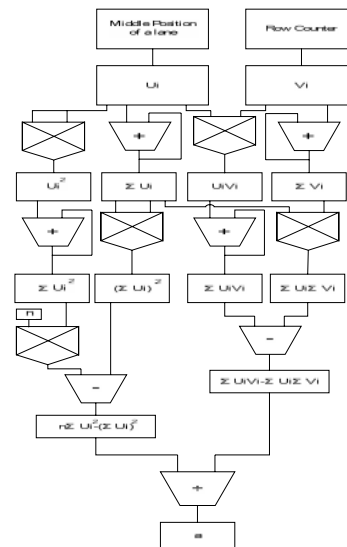 Middle Position
of a lane
Row Counter
Ui
Vi
+
+
Ui²
Σ Ui
UiVi
Σ Vi
+
+
Σ Ui²
(Σ Ui)²
Σ UiVi
Σ UiΣ Vi
n
-
-
Σ UiVi-Σ UiΣ Vi
nΣ Ui²-(Σ Ui)²
÷
a